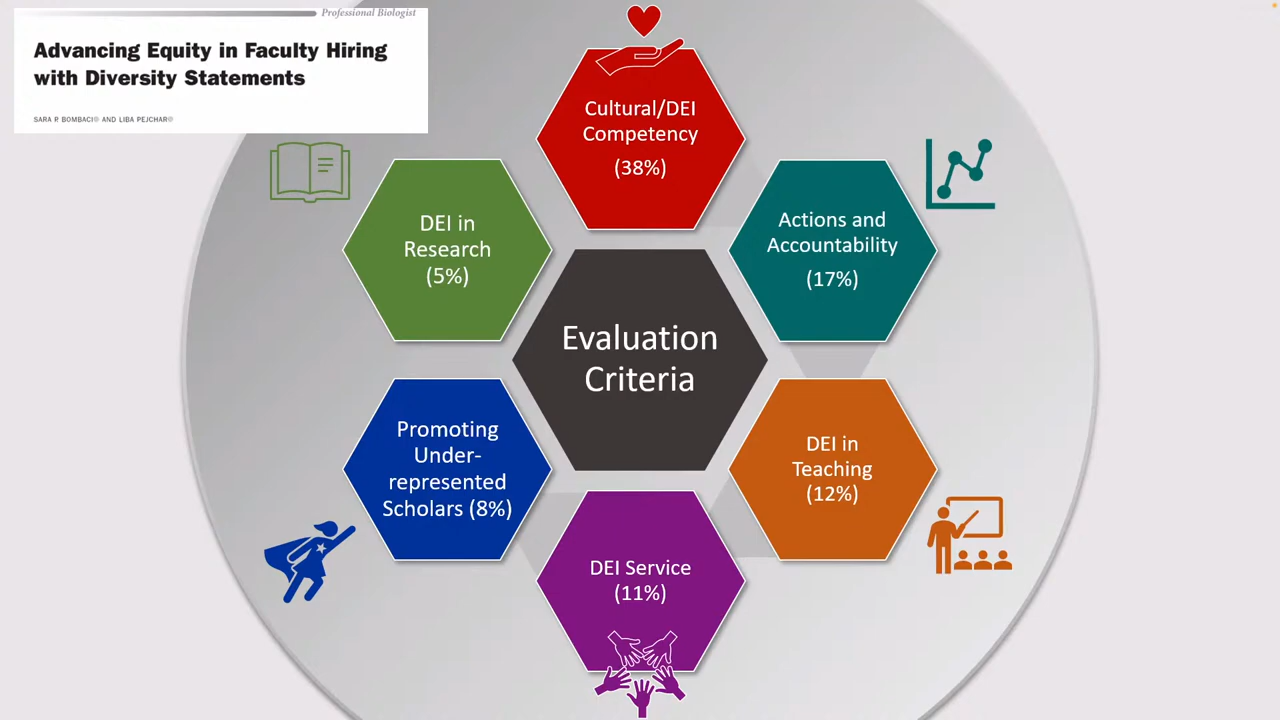 Professional Biologist
Advancing Equity in Faculty Hiring
with Diversity Statements
SARA P. BOMBACI AND LIBA PEJCHAR
Cultural/DEI
Competency
(38%)
Actions and
Accountability
(17%)
DEI in
Teaching
(12%)
DEI Service
(11%)
Promoting
Under-
represented
Scholars (8%)
DEI in
Research
(5%)
Evaluation
Criteria